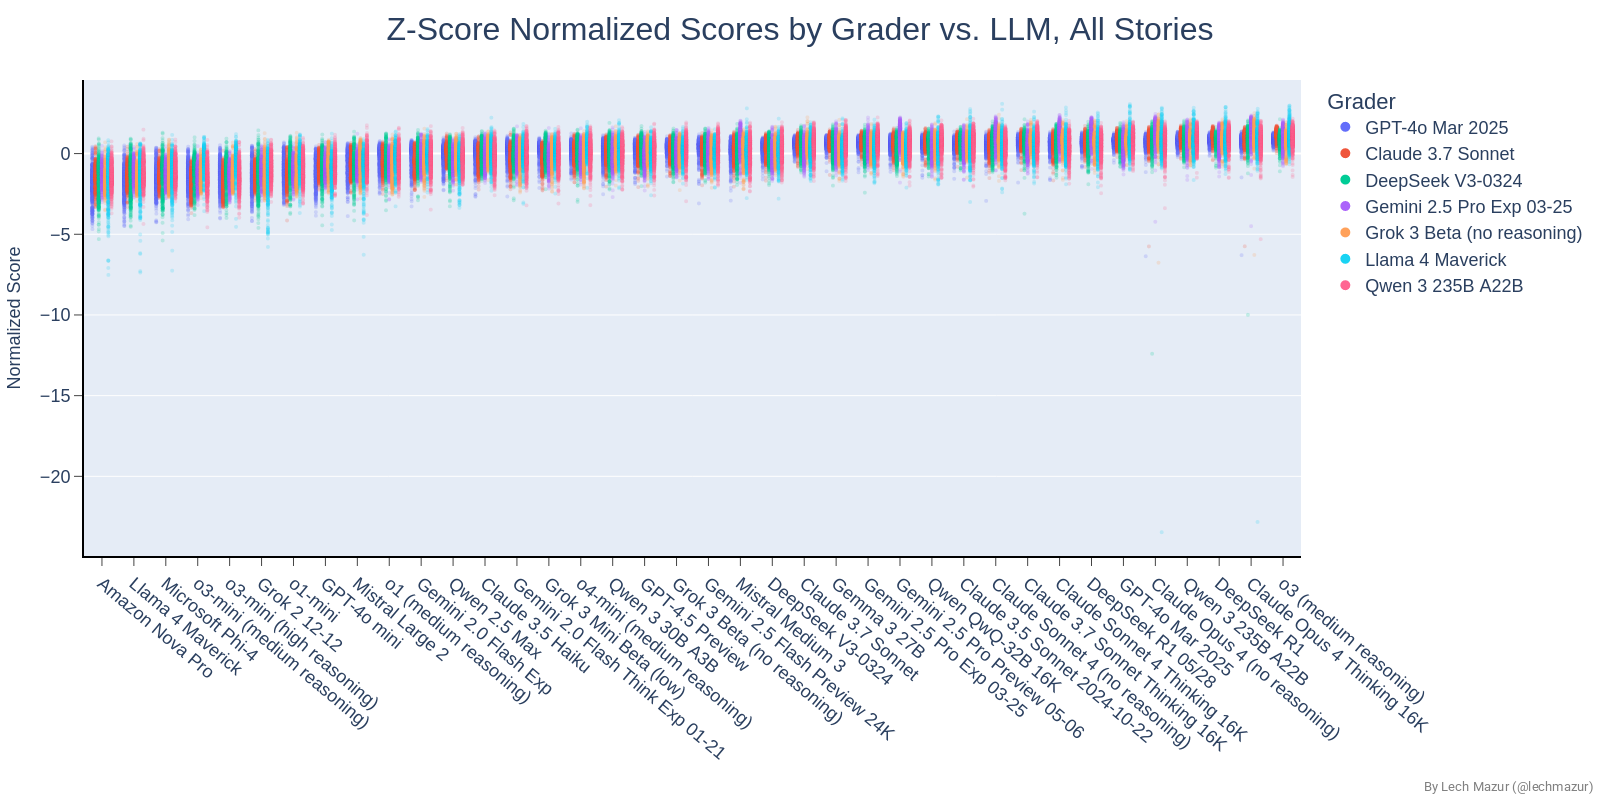 Z-Score Normalized Scores by Grader vs. LLM, All Stories
Normalized Score
0
−5
−10
−15
−20
Grader
GPT-4o Mar 2025
Claude 3.7 Sonnet
DeepSeek V3-0324
Gemini 2.5 Pro Exp 03-25
Grok 3 Beta (no reasoning)
Llama 4 Maverick
Qwen 3 235B A22B
Amazon Nova Pro
Llama 4 Maverick
Microsoft Phi-4
o3-mini (medium reasoning)
o3-mini (high reasoning)
Grok 2 12-12
o1-mini
GPT-4o mini
Mistral Large 2
o1 (medium reasoning)
Gemini 2.0 Flash Exp
Qwen 2.5 Max
Claude 3.5 Haiku
Gemini 2.0 Flash Think Exp 01-21
Grok 3 Mini Beta (low)
o4-mini (medium reasoning)
Qwen 3 30B A3B
GPT-4.5 Preview
Grok 3 Beta (no reasoning)
Gemini 2.5 Flash Preview 24K
Mistral Medium 3
DeepSeek V3-0324
Claude 3.7 Sonnet
Gemma 3 27B
Gemini 2.5 Pro Exp 03-25
Gemini 2.5 Pro Preview 05-06
Qwen QwQ-32B 16K
Claude 3.5 Sonnet 2024-10-22
Claude Sonnet 4 (no reasoning)
Claude 3.7 Sonnet Thinking 16K
Claude Sonnet 4 Thinking 16K
DeepSeek R1 05/28
GPT-4o Mar 2025
Claude Opus 4 (no reasoning)
Qwen 3 235B A22B
DeepSeek R1
Claude Opus 4 Thinking 16K
o3 (medium reasoning)
By Lech Mazur (@lechmazur)